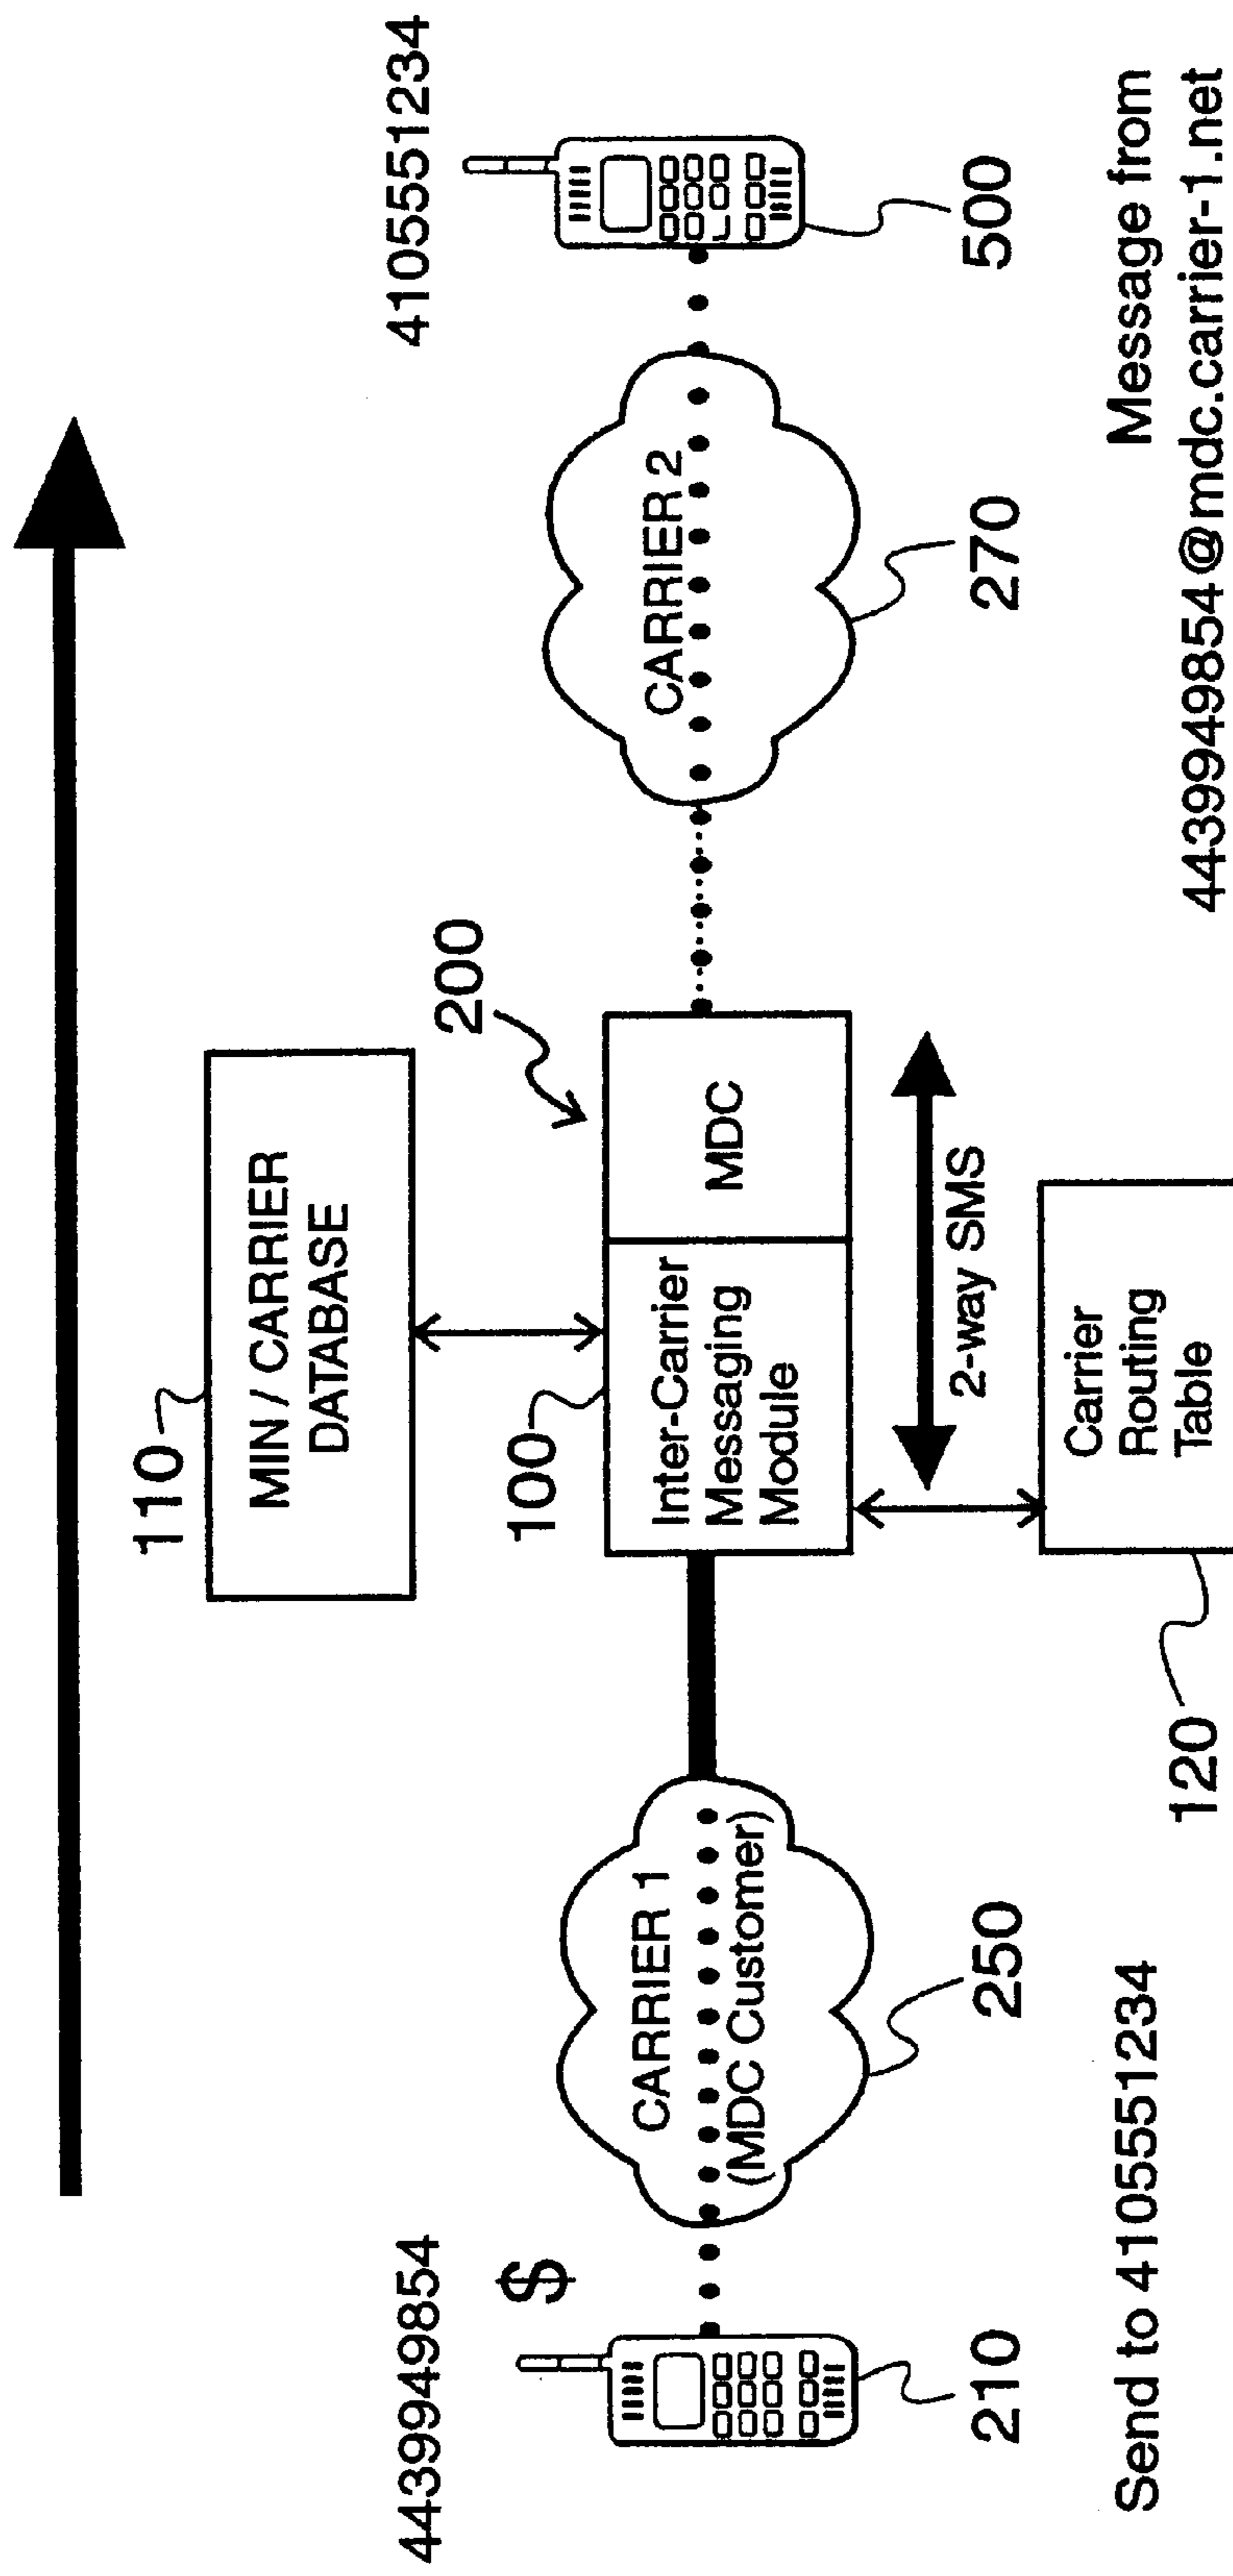 4439949854
$
210
Send to 4105551234
CARRIER 1
(MDC Customer)
250
110
MIN / CARRIER
DATABASE
100
Inter-Carrier
Messaging
Module
MDC
200
2-way SMS
Carrier
Routing
Table
120
CARRIER 2
270
4105551234
500
Message from
4439949854@mdc.carrier-1.net